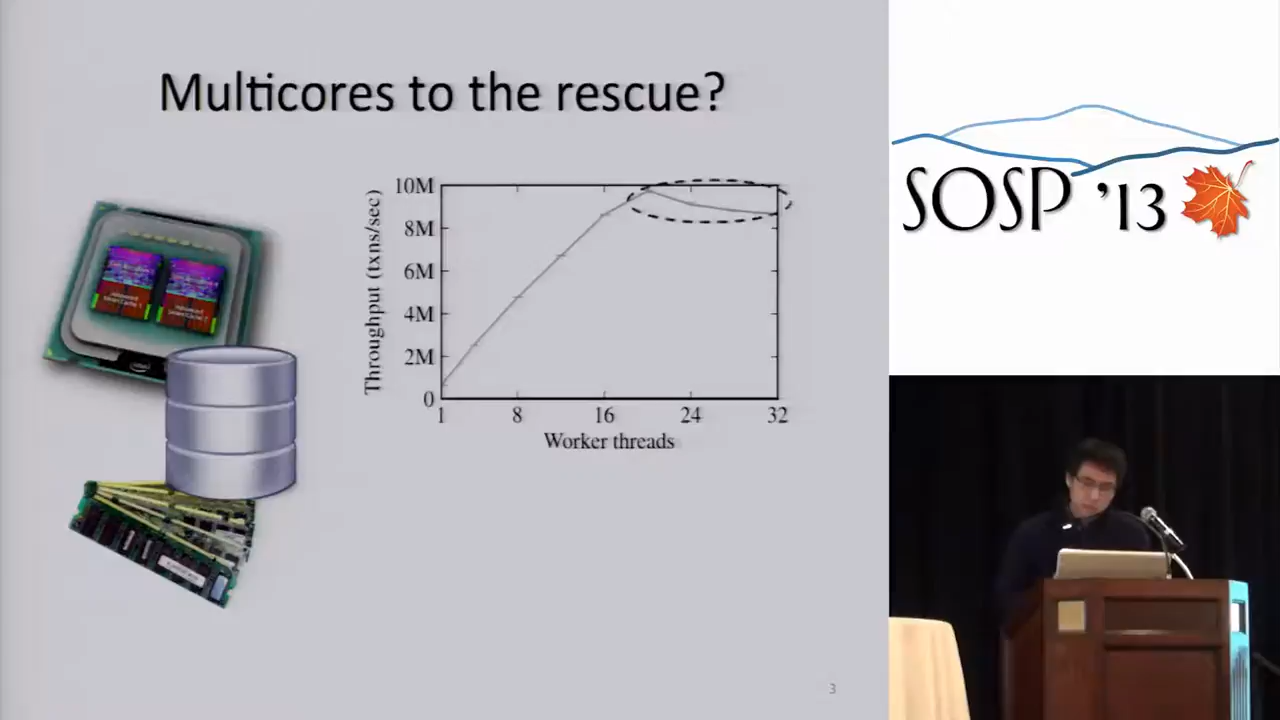 Multicores to the rescue?
Throughput (txns/sec)
10M
8M
6M
4M
2M
0
1 8 16 24 32
Worker threads
3
SOSP '13